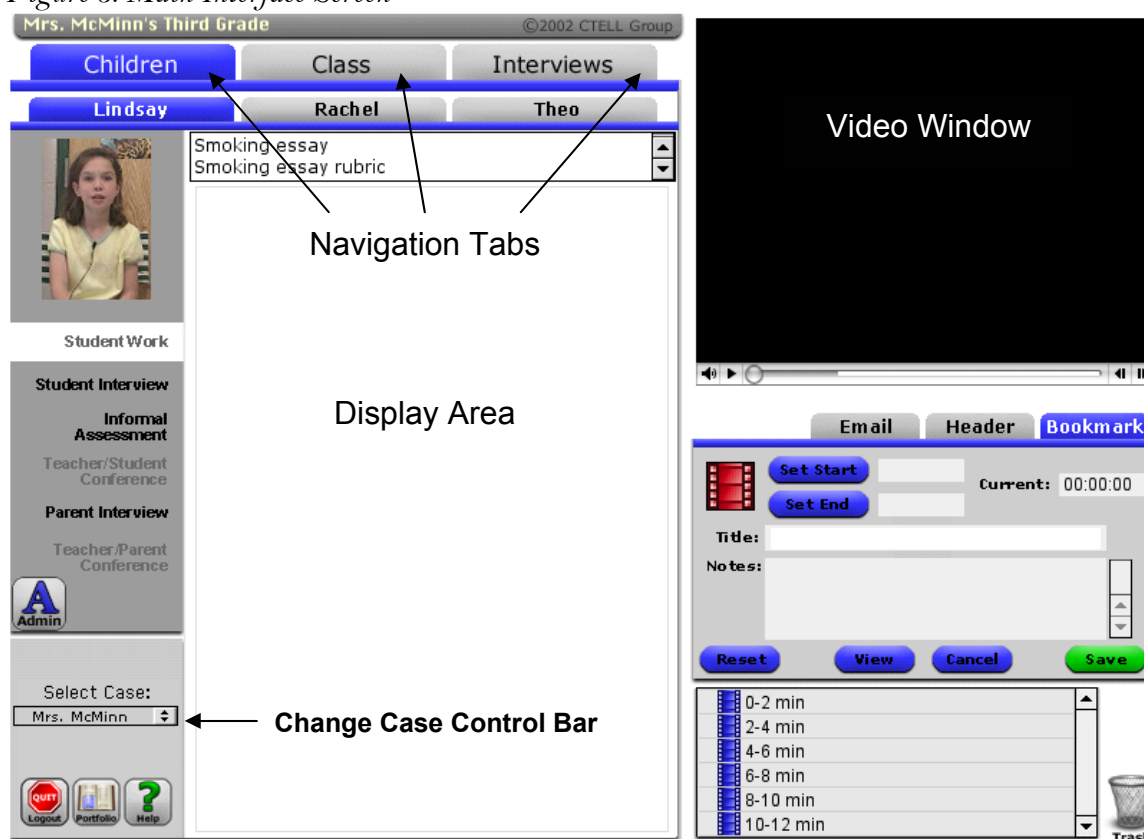 Figure 3. Main Interface Screen
Mrs. McMinn's Third Grade ©2002 CTELL Group
Children Class Interviews
Lindsay Rachel Theo
Smoking essay
Smoking essay rubric
Navigation Tabs
Student Work
Student Interview
Informal
Assessment
Teacher/Student
Conference
Parent Interview
Teacher/Parent
Conference
A
Admin
Display Area
Select Case:
Mrs. McMinn
Change Case Control Bar
QUIT
Logout Portfolio ? Help
Video Window
Email Header Bookmark
Set Start
Set End
Current: 00:00:00
Title:
Notes:
Reset View Cancel Save
0-2 min
2-4 min
4-6 min
6-8 min
8-10 min
10-12 min